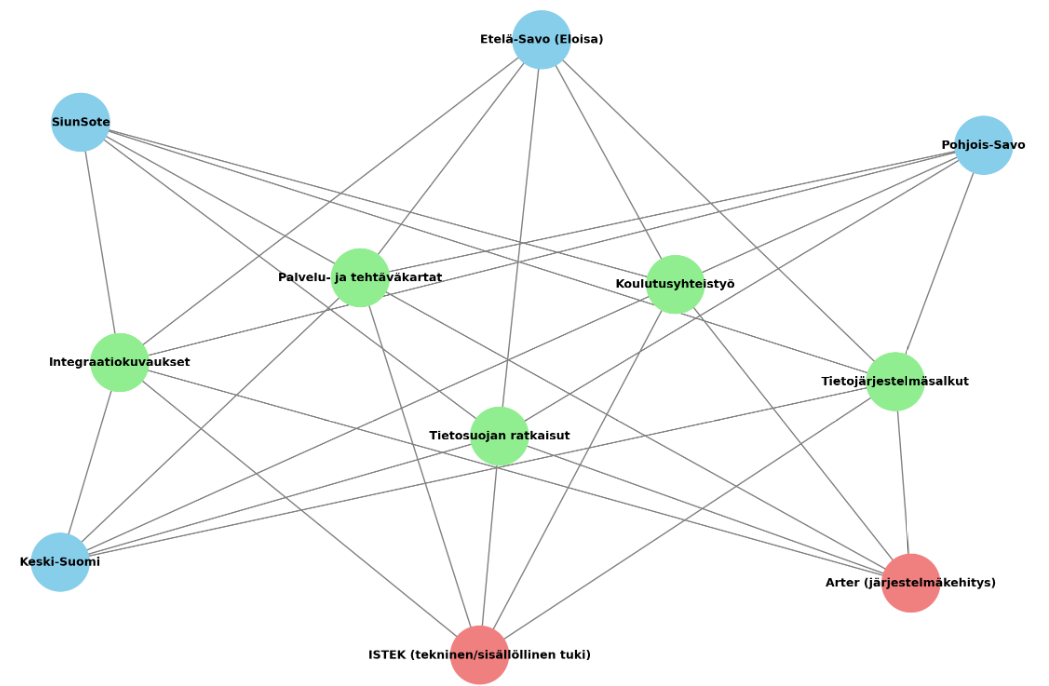 Etelä-Savo (Eloisa)
SiunSote
Pohjois-Savo
Palvelu- ja tehtäväkartat
Koulutusyhteistyö
Integraatiokuvaukset
Tietojärjestelmäsalkut
Tietosuojan ratkaisut
Keski-Suomi
Arter (järjestelmäkehitys)
ISTEK (tekninen/sisällöllinen tuki)